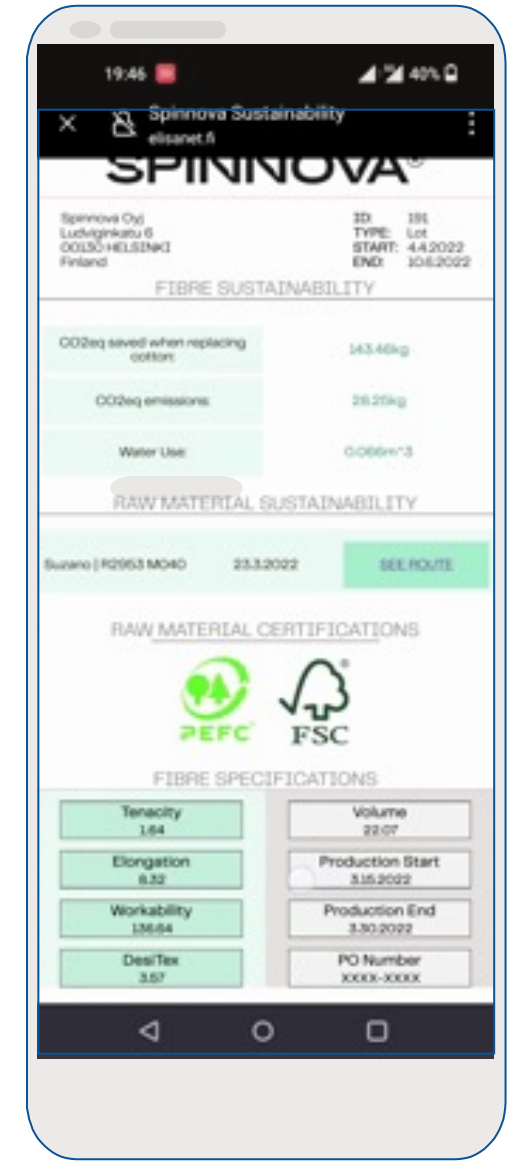 19:46
5G
40%
Spinnova Sustainability
elisanet.fi
SPINNOVA®
Spinnova Oyj
Ludviginkatu 6
00130 HELSINKI
Finland
ID: 191
TYPE: Lot
START: 4.4.2022
END: 10.6.2022
FIBRE SUSTAINABILITY
CO2eq saved when replacing
cotton: 143.46kg
CO2eq emissions: 28.25kg
Water Use: 0.066m^3
RAW MATERIAL SUSTAINABILITY
Suzano | R2953 MO4O 23.3.2022 SEE ROUTE
RAW MATERIAL CERTIFICATIONS
PEFC
FSC®
FIBRE SPECIFICATIONS
Tenacity
1.64
Volume
22.07
Elongation
8.32
Production Start
3.15.2022
Workability
136.64
Production End
3.30.2022
DesiTex
3.57
PO Number
XXXX-XXXX